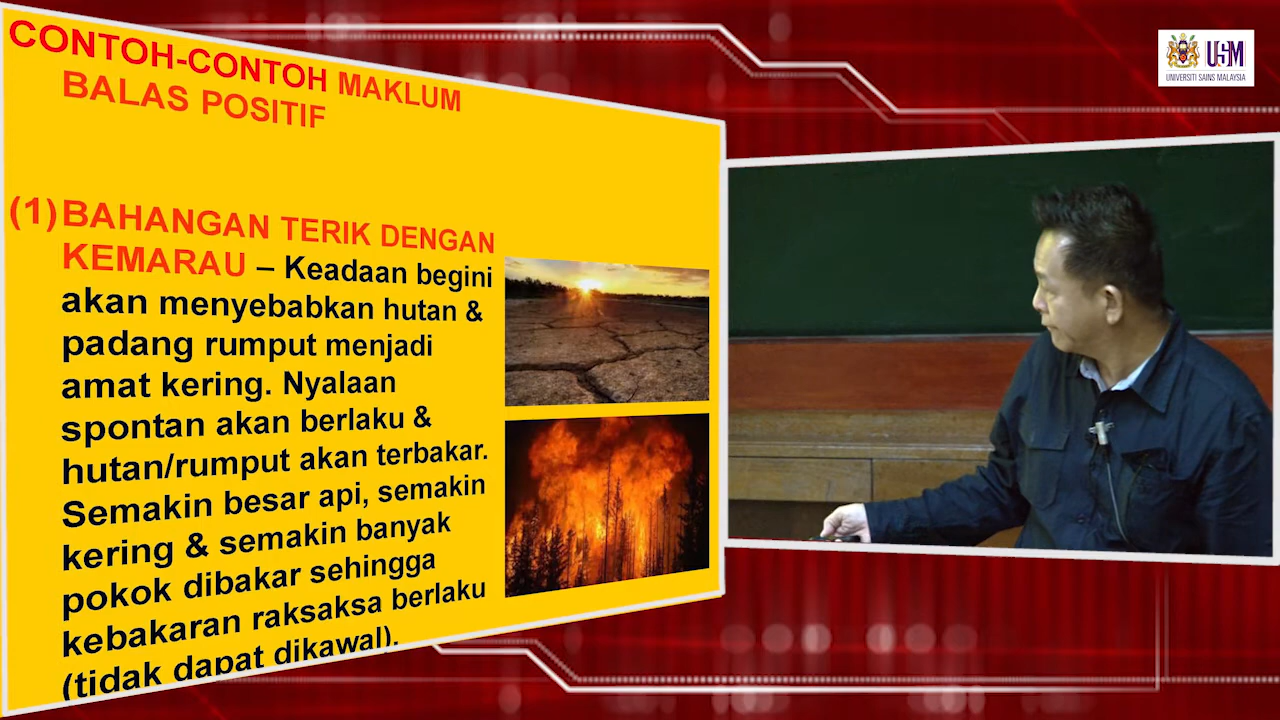 CONTOH-CONTOH MAKLUM
BALAS POSITIF
(1) BAHANGAN TERIK DENGAN
KEMARAU – Keadaan begini
akan menyebabkan hutan &
padang rumput menjadi
amat kering. Nyalaan
spontan akan berlaku &
hutan/rumput akan terbakar.
Semakin besar api, semakin
kering & semakin banyak
pokok dibakar sehingga
kebakaran raksaksa berlaku
(tidak dapat dikawal).
USM
UNIVERSITI SAINS MALAYSIA